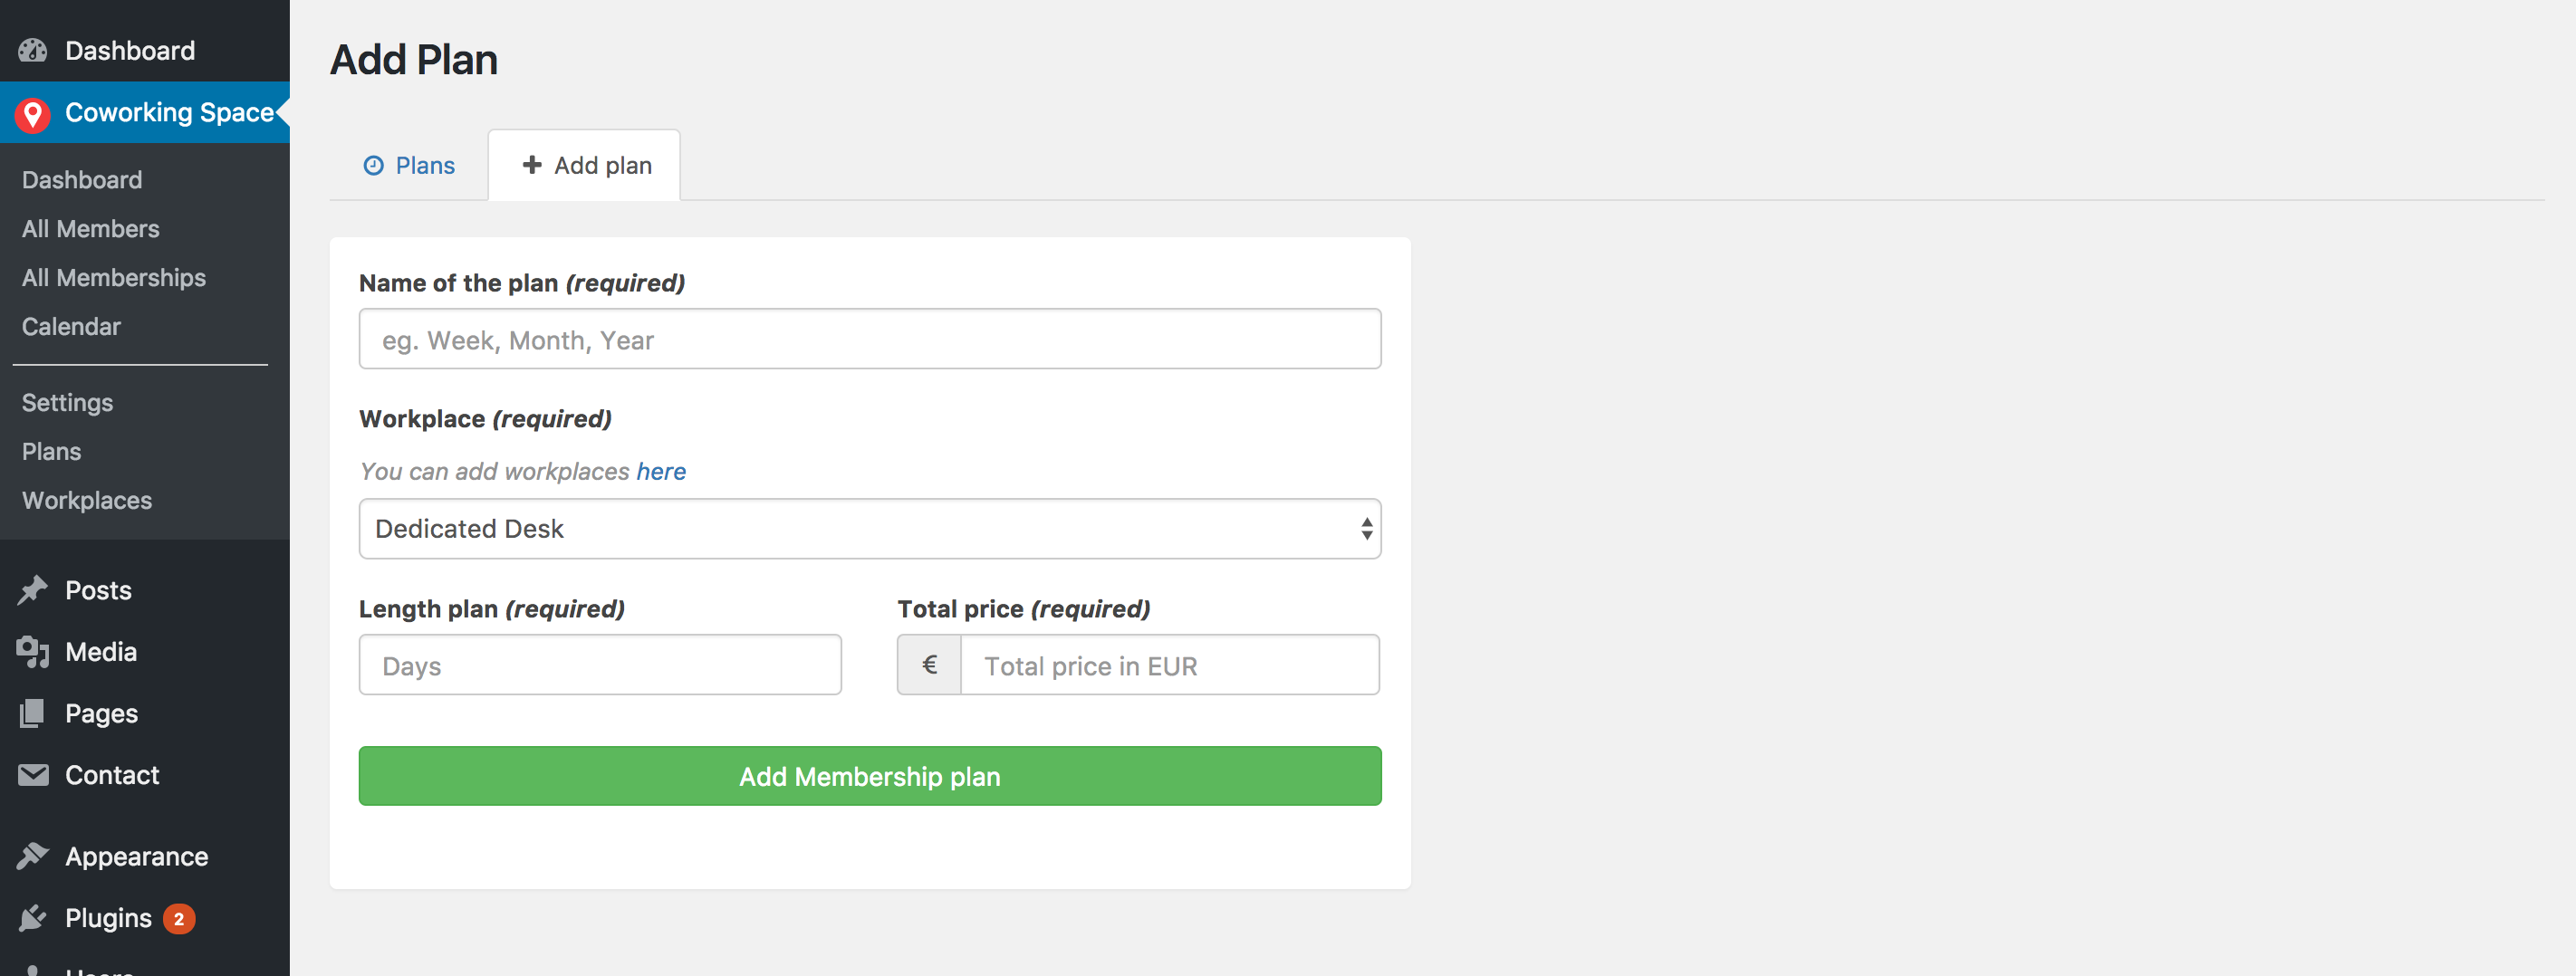 Dashboard
Coworking Space
Dashboard
All Members
All Memberships
Calendar
Settings
Plans
Workplaces
Posts
Media
Pages
Contact
Appearance
Plugins 2
Users
Add Plan
Plans
Add plan
Name of the plan (required)
eg. Week, Month, Year
Workplace (required)
You can add workplaces here
Dedicated Desk
Length plan (required)
Total price (required)
Days
€ Total price in EUR
Add Membership plan